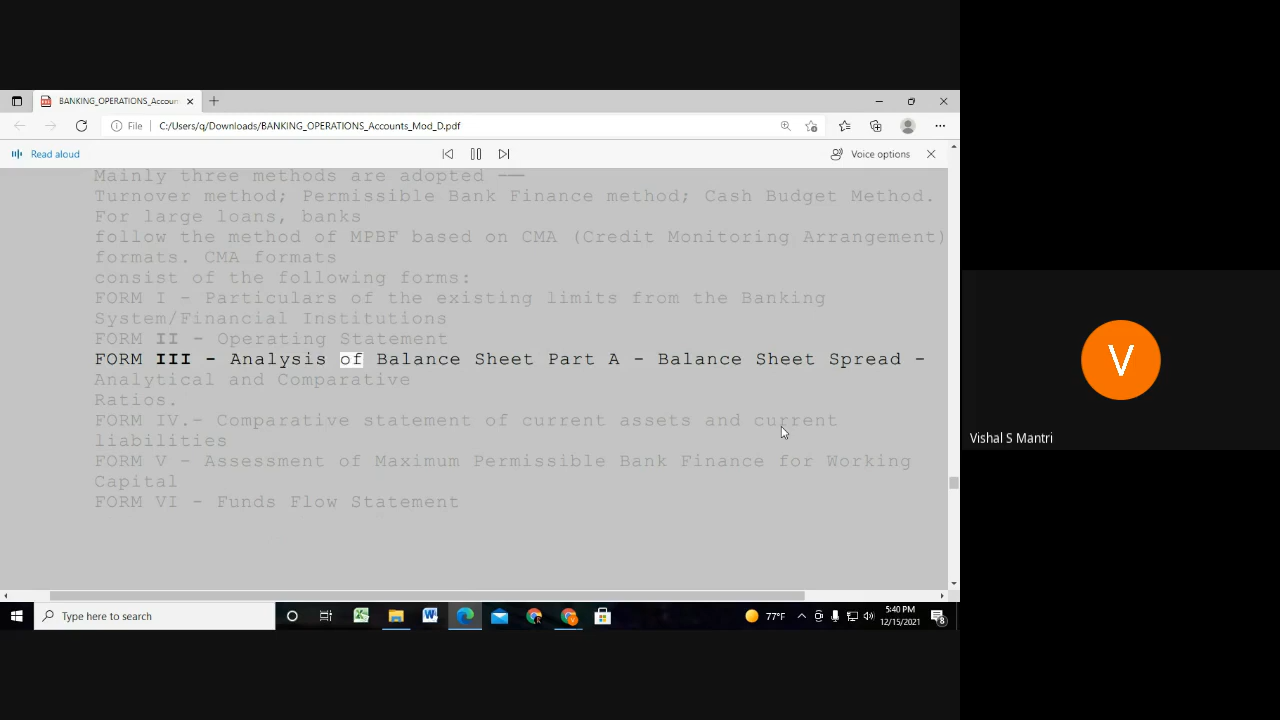 BANKING_OPERATIONS_Accoun
File
C:/Users/q/Downloads/BANKING_OPERATIONS_Accounts_Mod_D.pdf
Read aloud
Voice options
Mainly three methods are adopted ——
Turnover method; Permissible Bank Finance method; Cash Budget Method.
For large loans, banks
follow the method of MPBF based on CMA (Credit Monitoring Arrangement)
formats. CMA formats
consist of the following forms:
FORM I - Particulars of the existing limits from the Banking
System/Financial Institutions
FORM II - Operating Statement
FORM III - Analysis of Balance Sheet Part A - Balance Sheet Spread -
Analytical and Comparative
Ratios.
FORM IV.- Comparative statement of current assets and current
liabilities
FORM V - Assessment of Maximum Permissible Bank Finance for Working
Capital
FORM VI - Funds Flow Statement
V
Vishal S Mantri
Type here to search
77°F
5:40 PM
12/15/2021
8